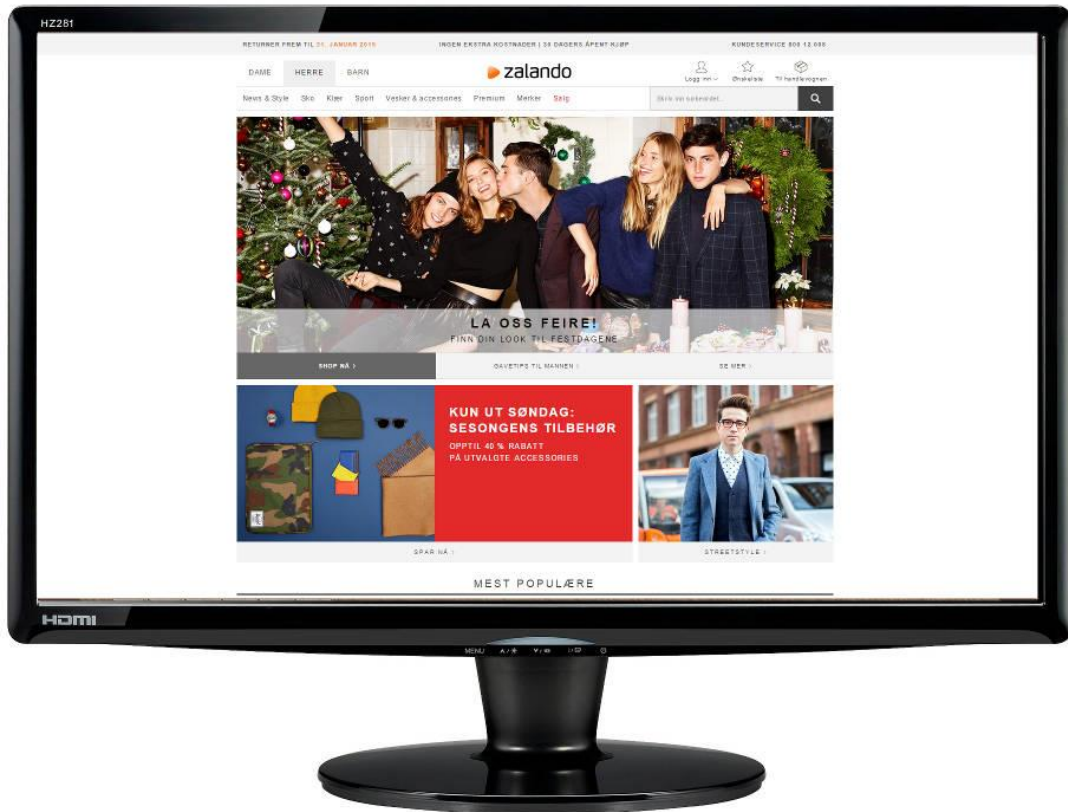 HZ281
RETURNER FREM TIL 31. JANUAR 2015
INGEN EKSTRA KOSTNADER | 30 DAGERS ÅPENT KJØP
KUNDESERVICE 800 12 000
DAME HERRE BARN
zalando
Logg inn
Ønskeliste
Til handlevognen
News & Style Sko Klær Sport Vesker & accessories Premium Merker Salg
Skriv inn søkeordet...
LA OSS FEIRE!
FINN DIN LOOK TIL FESTDAGENE
SHOP NÅ ›
GAVETIPS TIL MANNEN ›
SE MER ›
KUN UT SØNDAG:
SESONGENS TILBEHØR
OPPTIL 40 % RABATT
PÅ UTVALGTE ACCESSORIES
SPAR NÅ ›
STREETSTYLE ›
MEST POPULÆRE
HDMI
MENU